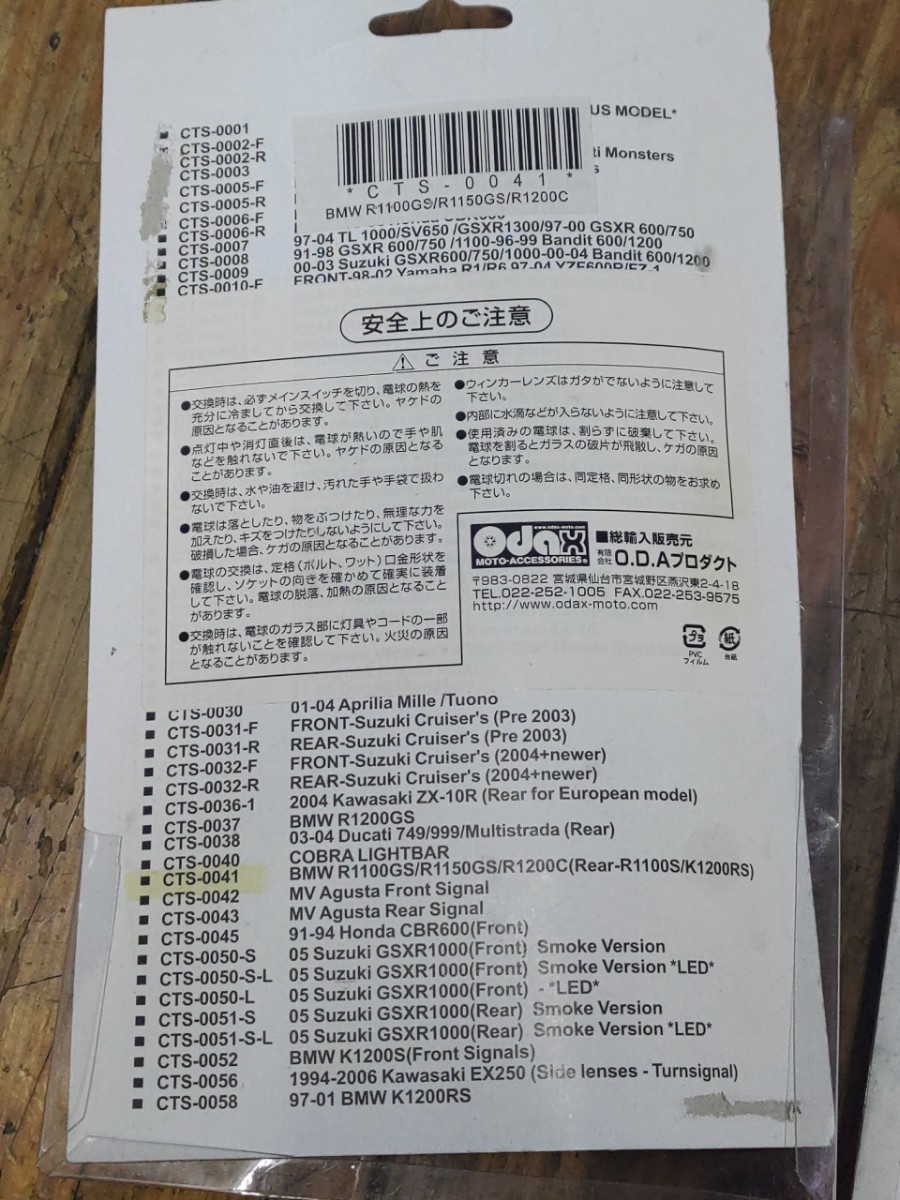 CTS-0001
US MODEL*
CTS-0002-F
CTS-0002-R
ti Monsters
CTS-0003
s
CTS-0005-F
CTS-0005-R
CTS-0006-F
CTS-0006-R 97-04 TL 1000/SV650 /GSXR1300/97-00 GSXR 600/750
CTS-0007 91-98 GSXR 600/750 /1100-96-99 Bandit 600/1200
CTS-0008 00-03 Suzuki GSXR600/750/1000-00-04 Bandit 600/1200
CTS-0009 FRONT-98-02 Yamaha R1/R6 97-04 YZF600R/FZ-1
CTS-0010-F
*CTS-0041*
BMW R1100GS/R1150GS/R1200C
安全上のご注意
⚠ご注意
●交換時は、必ずメインスイッチを切り、電球の熱を
充分に冷ましてから交換して下さい。ヤケドの
原因となることがあります。
●点灯中や消灯直後は、電球が熱いので手や肌
などを触れないで下さい。ヤケドの原因となる
ことがあります。
●交換時は、水や油を避け、汚れた手や手袋で扱わ
ないで下さい。
●電球は落としたり、物をぶつけたり、無理な力を
加えたり、キズをつけたりしないようにして下さい。
破損した場合、ケガの原因となることがあります。
●電球の交換は、定格(ボルト、ワット)口金形状を
確認し、ソケットの向きを確かめて確実に装着
して下さい。電球の脱落、加熱の原因となること
があります。
●交換時は、電球のガラス部に灯具やコードの一部
が触れないことを確認して下さい。火災の原因
となることがあります。
●ウィンカーレンズはガタがでないように注意して
下さい。
●内部に水滴などが入らないように注意して下さい。
●使用済みの電球は、割らずに破棄して下さい。
電球を割るとガラスの破片が飛散し、ケガの原因
となります。
●電球切れの場合は、同定格、同形状の物をお求め
下さい。
www.odax-moto.com
Odax
MOTO-ACCESSORIES
■総輸入販売元
有限会社 O.D.Aプロダクト
〒983-0822 宮城県仙台市宮城野区燕沢東2-4-18
TEL.022-252-1005 FAX.022-253-9575
http://www.odax-moto.com
プラ 紙
PVC フィルム 台紙
■ CTS-0030 01-04 Aprilia Mille /Tuono
■ CTS-0031-F FRONT-Suzuki Cruiser's (Pre 2003)
■ CTS-0031-R REAR-Suzuki Cruiser's (Pre 2003)
■ CTS-0032-F FRONT-Suzuki Cruiser's (2004+newer)
■ CTS-0032-R REAR-Suzuki Cruiser's (2004+newer)
■ CTS-0036-1 2004 Kawasaki ZX-10R (Rear for European model)
■ CTS-0037 BMW R1200GS
■ CTS-0038 03-04 Ducati 749/999/Multistrada (Rear)
■ CTS-0040 COBRA LIGHTBAR
■ CTS-0041 BMW R1100GS/R1150GS/R1200C(Rear-R1100S/K1200RS)
■ CTS-0042 MV Agusta Front Signal
■ CTS-0043 MV Agusta Rear Signal
■ CTS-0045 91-94 Honda CBR600(Front)
■ CTS-0050-S 05 Suzuki GSXR1000(Front) Smoke Version
■ CTS-0050-S-L 05 Suzuki GSXR1000(Front) Smoke Version *LED*
■ CTS-0050-L 05 Suzuki GSXR1000(Front) - *LED*
■ CTS-0051-S 05 Suzuki GSXR1000(Rear) Smoke Version
■ CTS-0051-S-L 05 Suzuki GSXR1000(Rear) Smoke Version *LED*
■ CTS-0052 BMW K1200S(Front Signals)
■ CTS-0056 1994-2006 Kawasaki EX250 (Side lenses - Turnsignal)
■ CTS-0058 97-01 BMW K1200RS